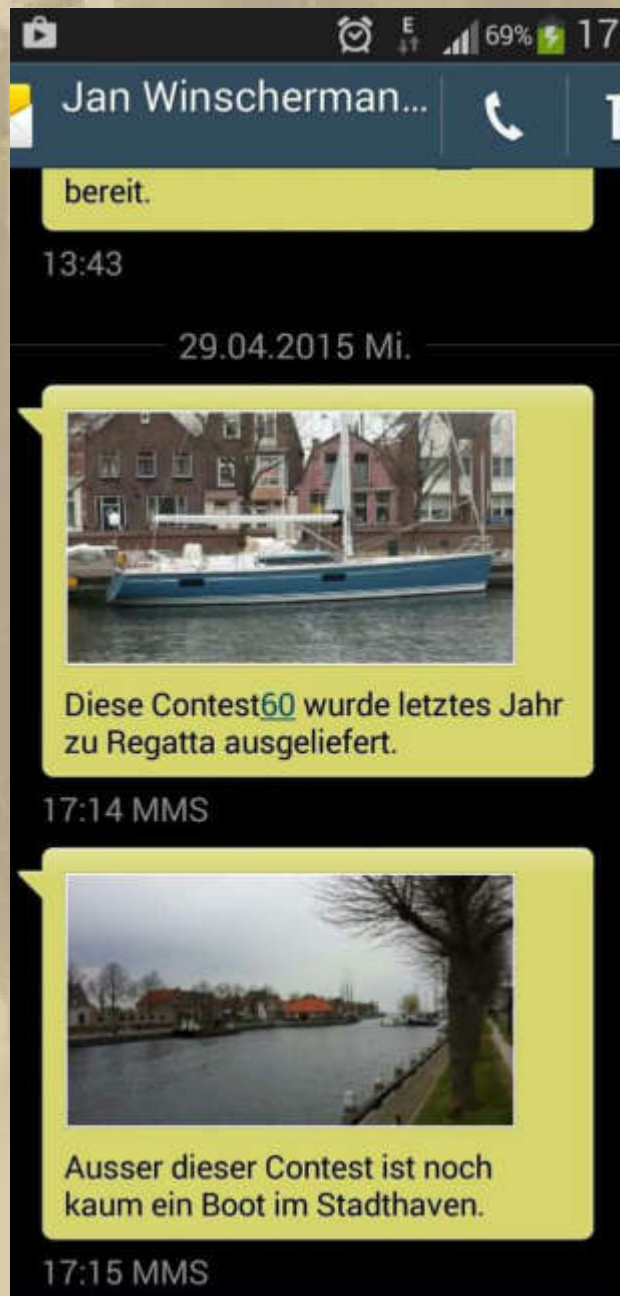 E
69%
17
Jan Winscherman...
bereit.
13:43
29.04.2015 Mi.
Diese Contest60 wurde letztes Jahr
zu Regatta ausgeliefert.
17:14 MMS
Ausser dieser Contest ist noch
kaum ein Boot im Stadthaven.
17:15 MMS